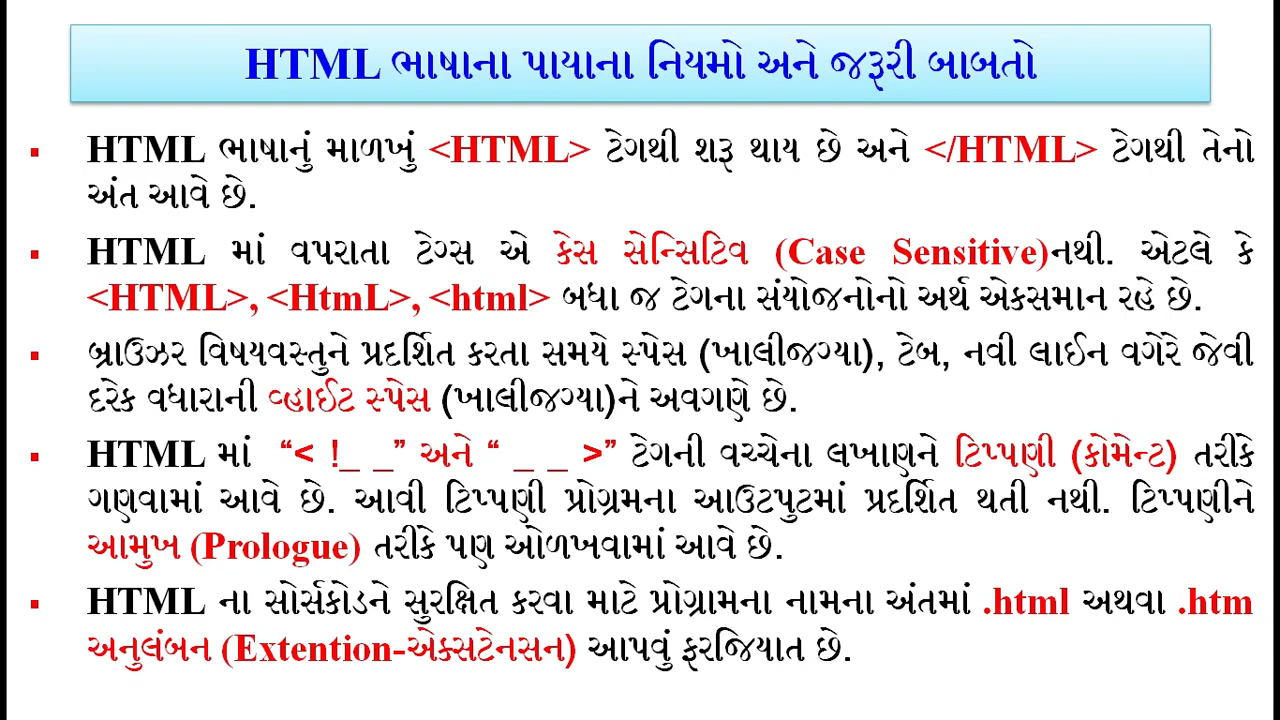 HTML ભાષાના પાયાના નિયમો અને જરૂરી બાબતો
▪ HTML ભાષાનું માળખું <HTML> ટેગથી શરૂ થાય છે અને </HTML> ટેગથી તેનો
અંત આવે છે.
▪ HTML માં વપરાતા ટેગ્સ એ કેસ સેન્સિટિવ (Case Sensitive)નથી. એટલે કે
<HTML>, <HtmL>, <html> બધા જ ટેગના સંયોજનોનો અર્થ એકસમાન રહે છે.
▪ બ્રાઉઝર વિષયવસ્તુને પ્રદર્શિત કરતા સમયે સ્પેસ (ખાલીજગ્યા), ટેબ, નવી લાઈન વગેરે જેવી
દરેક વધારાની વ્હાઈટ સ્પેસ (ખાલીજગ્યા)ને અવગણે છે.
▪ HTML માં “< !_ _” અને “ _ _ >” ટેગની વચ્ચેના લખાણને ટિપ્પણી (કોમેન્ટ) તરીકે
ગણવામાં આવે છે. આવી ટિપ્પણી પ્રોગ્રમના આઉટપુટમાં પ્રદર્શિત થતી નથી. ટિપ્પણીને
આમુખ (Prologue) તરીકે પણ ઓળખવામાં આવે છે.
▪ HTML ના સોર્સકોડને સુરક્ષિત કરવા માટે પ્રોગ્રામના નામના અંતમાં .html અથવા .htm
અનુલંબન (Extention-એક્સટેનસન) આપવું ફરજિયાત છે.